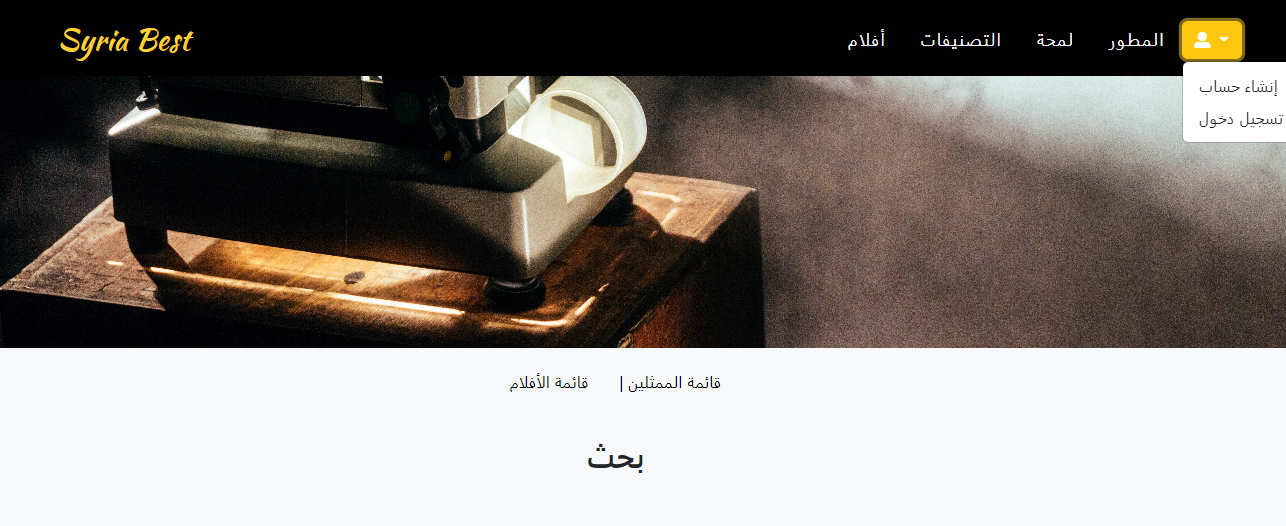 Syria Best
أفلام التصنيفات لمحة المطور
إنشاء حساب
تسجيل دخول
قائمة الممثلين | قائمة الأفلام
بحث